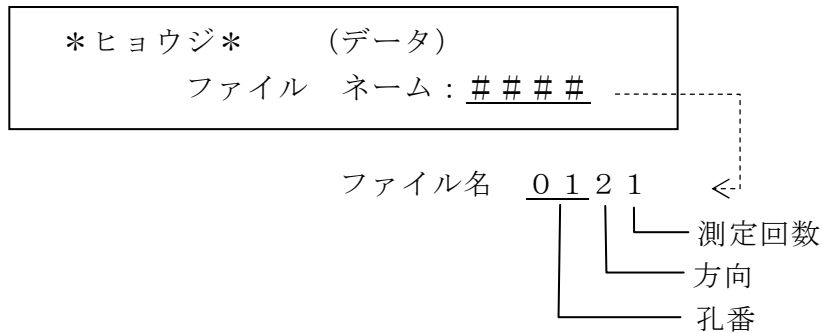 ＊ヒョウジ＊　　（データ）
ファイル　ネーム：＃＃＃＃
ファイル名　０１２１
測定回数
方向
孔番